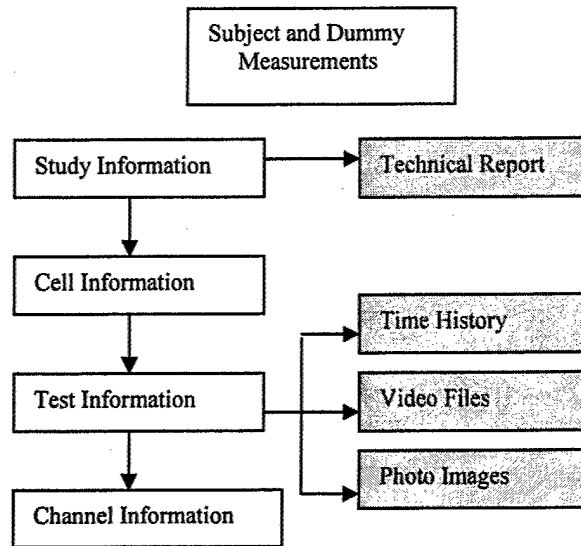 Subject and Dummy
Measurements
Study Information
Technical Report
Cell Information
Time History
Test Information
Video Files
Photo Images
Channel Information